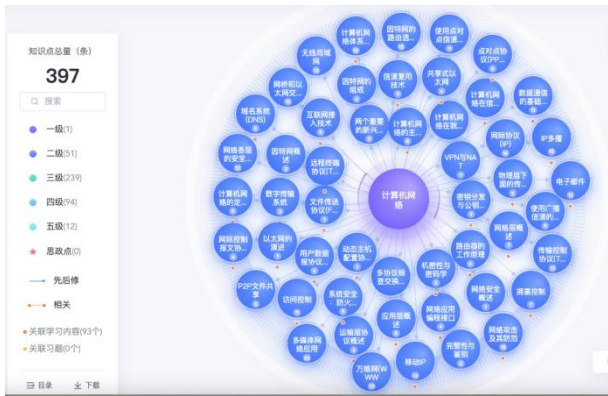 知识点总量（条）
397
搜索
一级(1)
二级(51)
三级(239)
四级(94)
五级(12)
思政点(0)
先后修
相关
关联学习内容(93个)
关联习题(0个)
目录
下载
计算机网
络
计算机网
络体系...
因特网的
路由选...
使用点对
点信道...
点对点协
议(PP...
无线局域
网
因特网的
组成
信道复用
技术
共享式以
太网
计算机网
络在信...
数据通信
的基础...
网桥和以
太网交...
互联网接
入技术
两个重要
的新兴...
计算机网
络的主...
计算机网
络在我...
网际协议
(IP)
IP多播
域名系统
(DNS)
网络各层
的安全...
因特网概
述
远程终端
协议(T...
VPN与NA
T
物理层下
面的传...
电子邮件
计算机网
络的定...
数字传输
系统
文件传送
协议(F...
密钥分发
与公钥...
使用广播
信道的...
网际控制
报文协...
以太网的
演进
用户数据
报协议...
动态主机
配置协...
多协议标
签交换...
机密性与
密码学
路由器的
工作原理
网络层概
述
传输控制
协议(T...
P2P文件共
享
访问控制
系统安全
：防火...
应用层概
述
网络应用
编程接口
网络安全
概述
拥塞控制
多媒体网
络应用
运输层协
议概述
万维网(W
WW
移动IP
完整性与
鉴别
网络攻击
及其防范